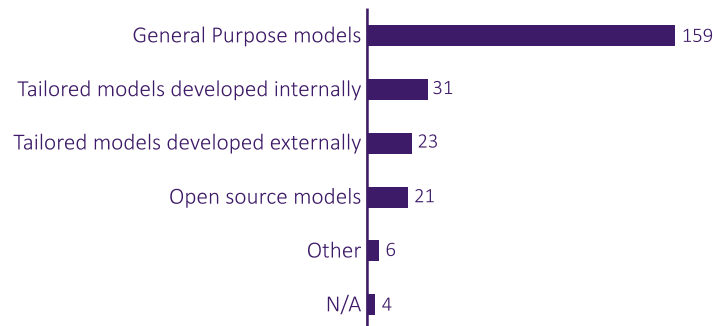 General Purpose models 159
Tailored models developed internally 31
Tailored models developed externally 23
Open source models 21
Other 6
N/A 4